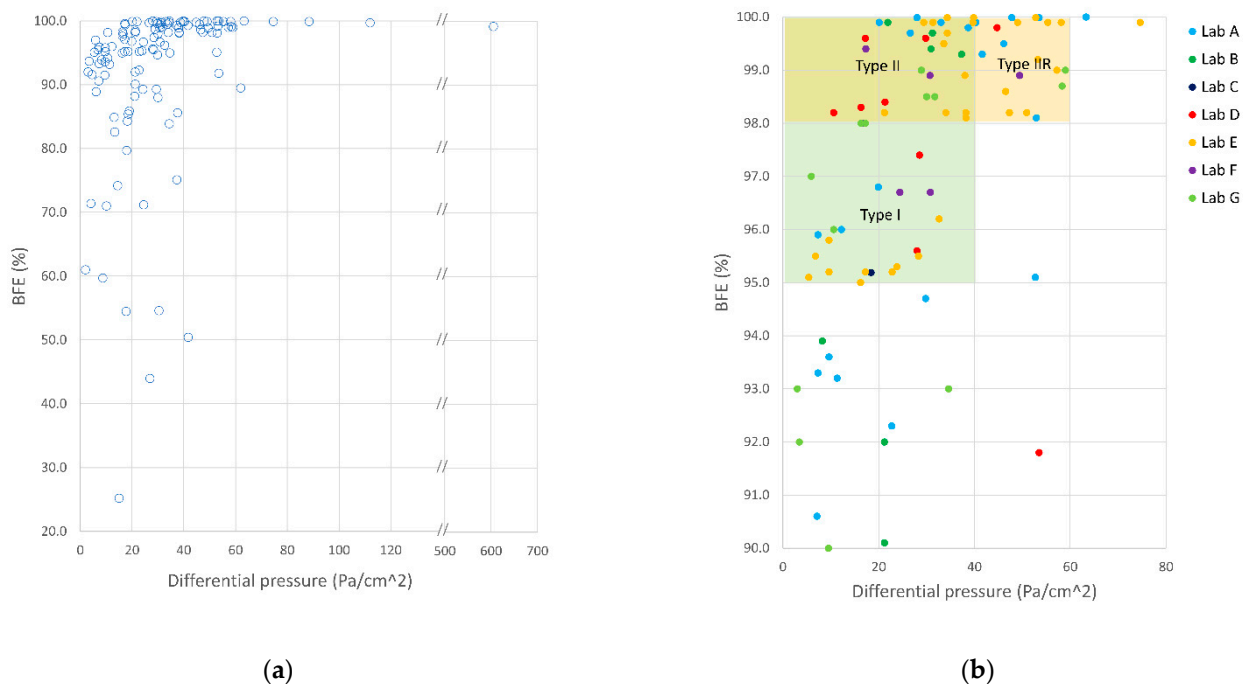 100.0
90.0
80.0
70.0
60.0
50.0
40.0
30.0
20.0
BFE (%)
0 20 40 60 80 100 120 500 600 700
// // // // // // // // //
Differential pressure (Pa/cm^2)
(a)
100.0
99.0
98.0
97.0
96.0
95.0
94.0
93.0
92.0
91.0
90.0
BFE (%)
Type II
Type IIR
Type I
0 20 40 60 80
Differential pressure (Pa/cm^2)
Lab A
Lab B
Lab C
Lab D
Lab E
Lab F
Lab G
(b)